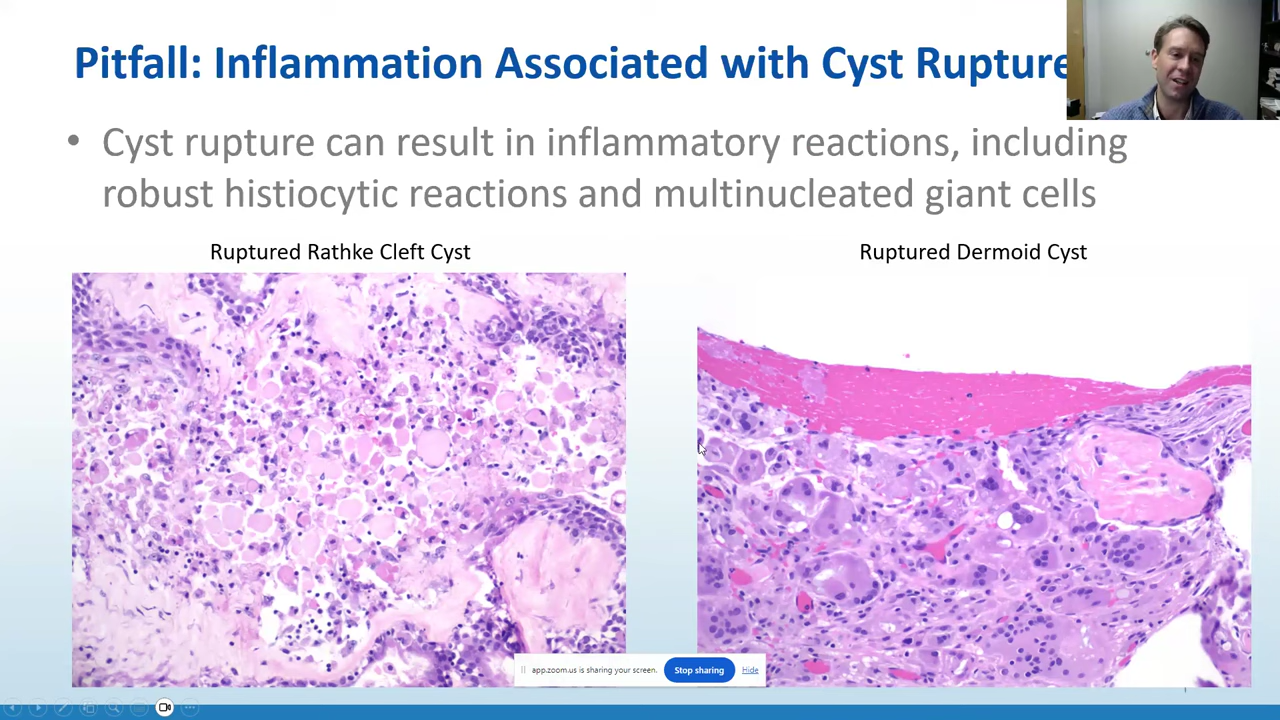 Pitfall: Inflammation Associated with Cyst Rupture
• Cyst rupture can result in inflammatory reactions, including
robust histiocytic reactions and multinucleated giant cells
Ruptured Rathke Cleft Cyst
Ruptured Dermoid Cyst
app.zoom.us is sharing your screen.
Stop sharing
Hide